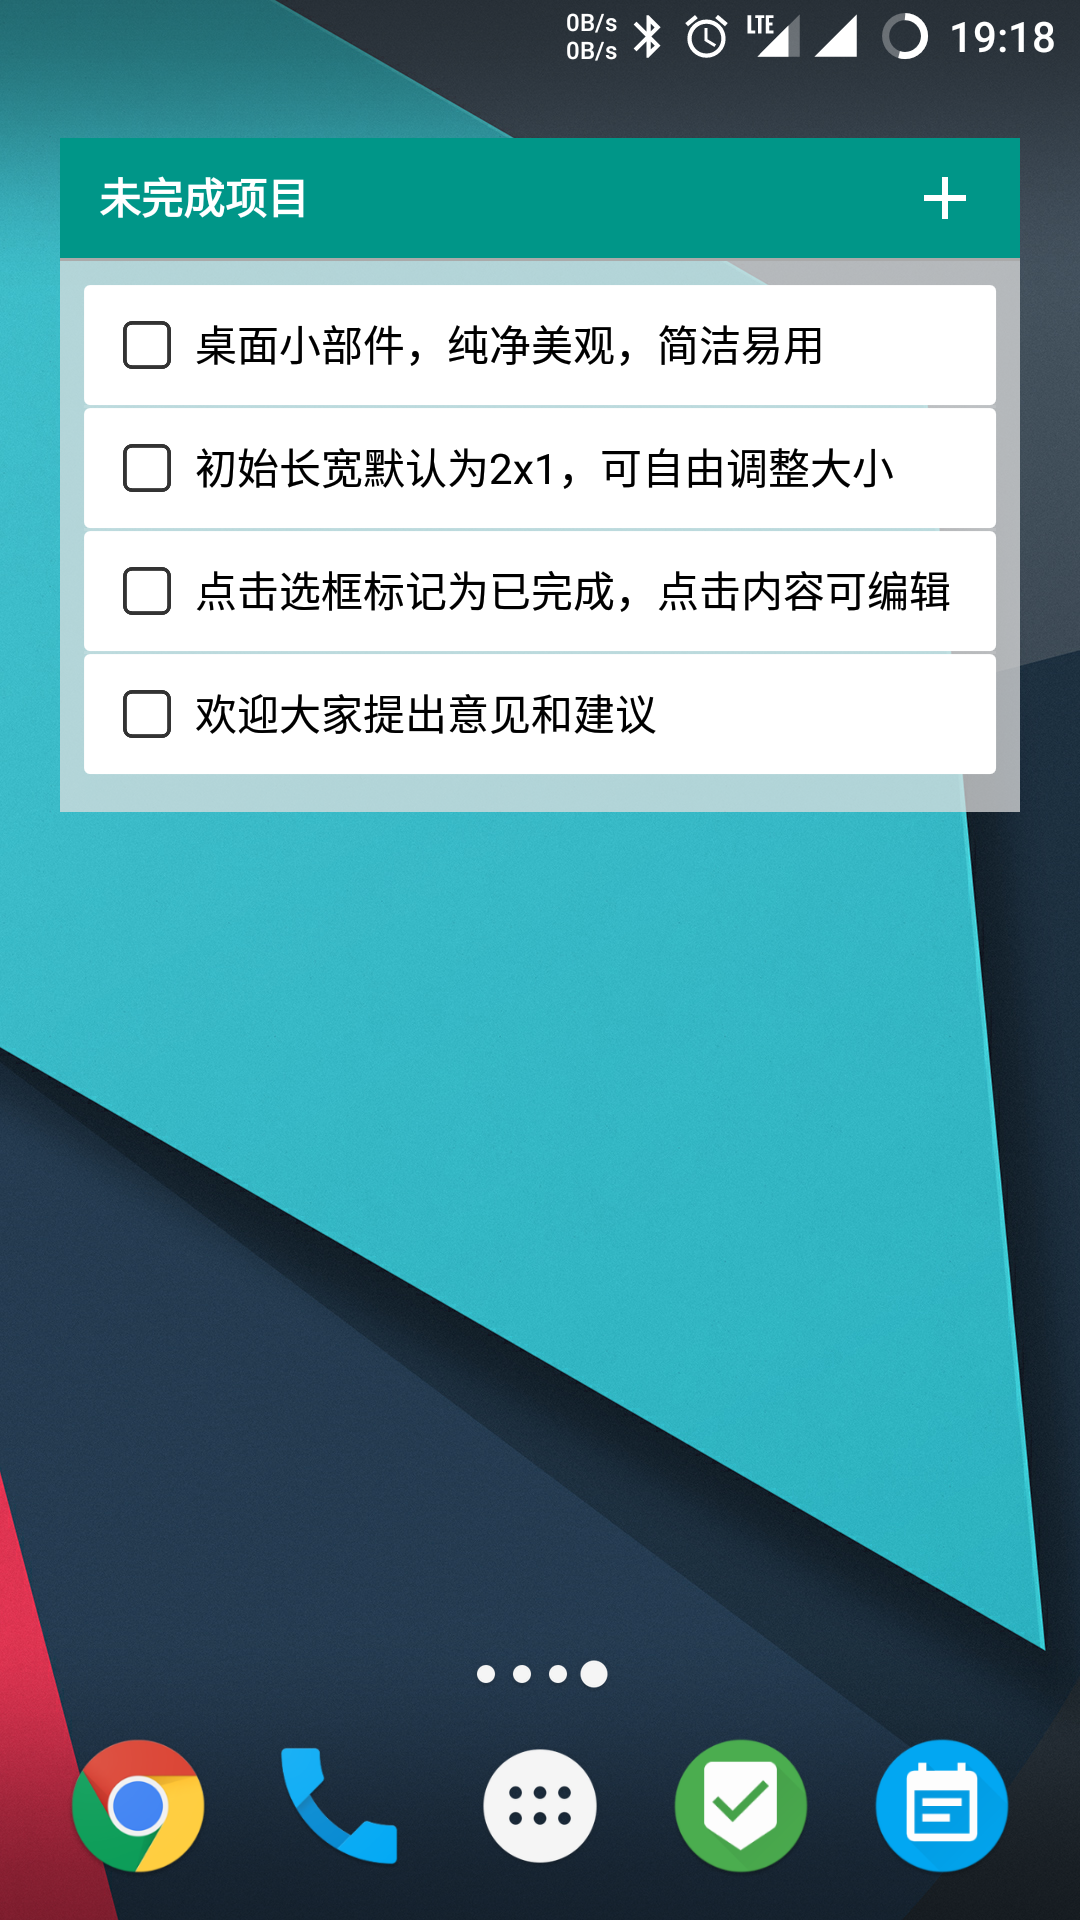 0B/s
0B/s
LTE
19:18
未完成项目
桌面小部件，纯净美观，简洁易用
初始长宽默认为2x1，可自由调整大小
点击选框标记为已完成，点击内容可编辑
欢迎大家提出意见和建议